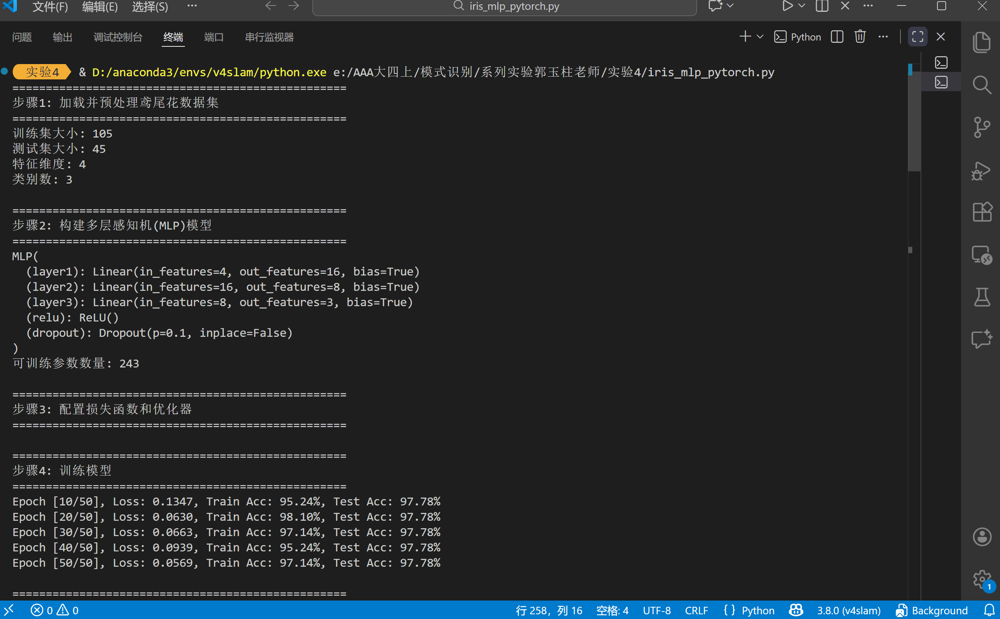 文件(F) 编辑(E) 选择(S) ··· iris_mlp_pytorch.py
问题 输出 调试控制台 终端 端口 串行监视器 Python
实验4 & D:/anaconda3/envs/v4slam/python.exe e:/AAA大四上/模式识别/系列实验郭玉柱老师/实验4/iris_mlp_pytorch.py
==================================================
步骤1: 加载并预处理鸢尾花数据集
==================================================
训练集大小: 105
测试集大小: 45
特征维度: 4
类别数: 3
==================================================
步骤2: 构建多层感知机(MLP)模型
==================================================
MLP(
  (layer1): Linear(in_features=4, out_features=16, bias=True)
  (layer2): Linear(in_features=16, out_features=8, bias=True)
  (layer3): Linear(in_features=8, out_features=3, bias=True)
  (relu): ReLU()
  (dropout): Dropout(p=0.1, inplace=False)
)
可训练参数数量: 243
==================================================
步骤3: 配置损失函数和优化器
==================================================
==================================================
步骤4: 训练模型
==================================================
Epoch [10/50], Loss: 0.1347, Train Acc: 95.24%, Test Acc: 97.78%
Epoch [20/50], Loss: 0.0630, Train Acc: 98.10%, Test Acc: 97.78%
Epoch [30/50], Loss: 0.0663, Train Acc: 97.14%, Test Acc: 97.78%
Epoch [40/50], Loss: 0.0939, Train Acc: 95.24%, Test Acc: 97.78%
Epoch [50/50], Loss: 0.0569, Train Acc: 97.14%, Test Acc: 97.78%
==================================================
1
0 0 行 258，列 16 空格: 4 UTF-8 CRLF { } Python 3.8.0 (v4slam) Background